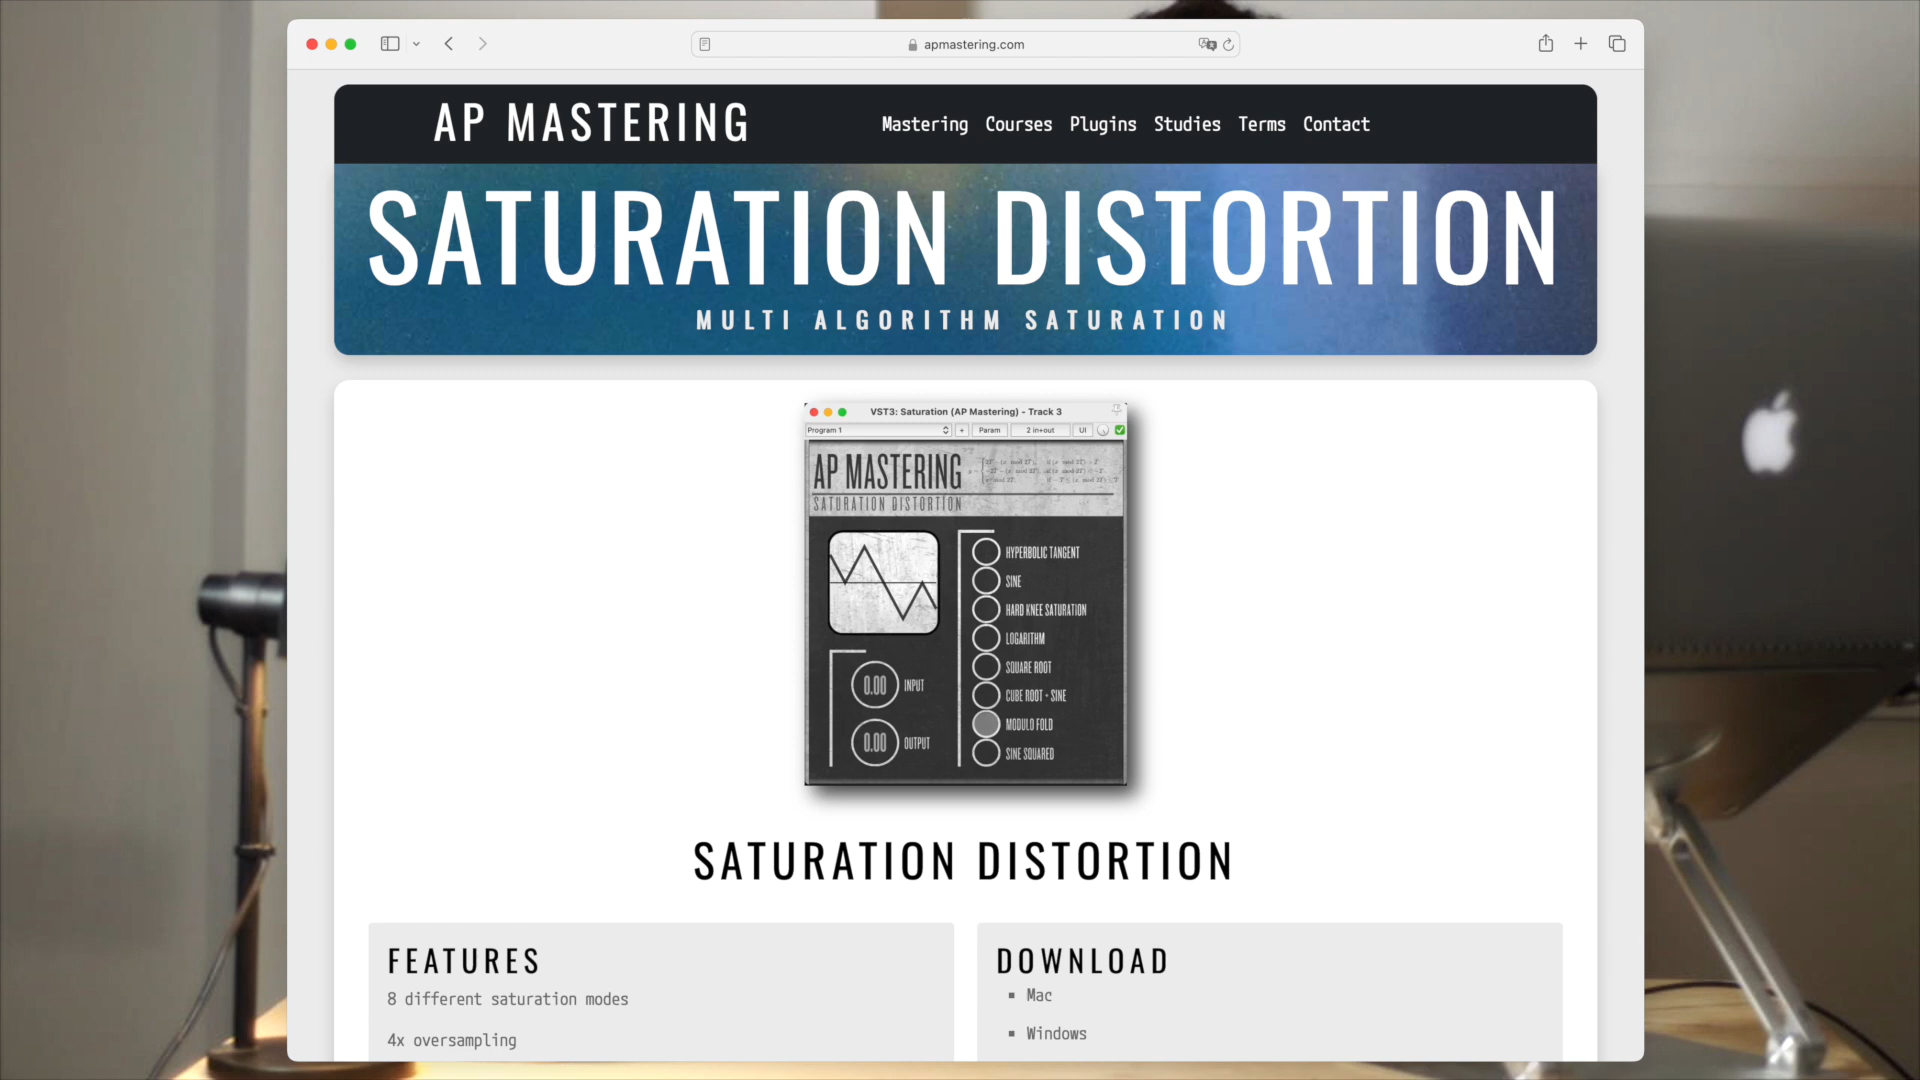 apmastering.com
AP MASTERING
Mastering Courses Plugins Studies Terms Contact
SATURATION DISTORTION
MULTI ALGORITHM SATURATION
VST3: Saturation (AP Mastering) - Track 3
Program 1 + Param 2 in+out UI
AP MASTERING
SATURATION DISTORTION
HYPERBOLIC TANGENT
SINE
HARD KNEE SATURATION
LOGARITHM
SQUARE ROOT
CUBE ROOT + SINE
MODULO FOLD
SINE SQUARED
0.00 INPUT
0.00 OUTPUT
SATURATION DISTORTION
FEATURES
8 different saturation modes
4x oversampling
DOWNLOAD
▪ Mac
▪ Windows